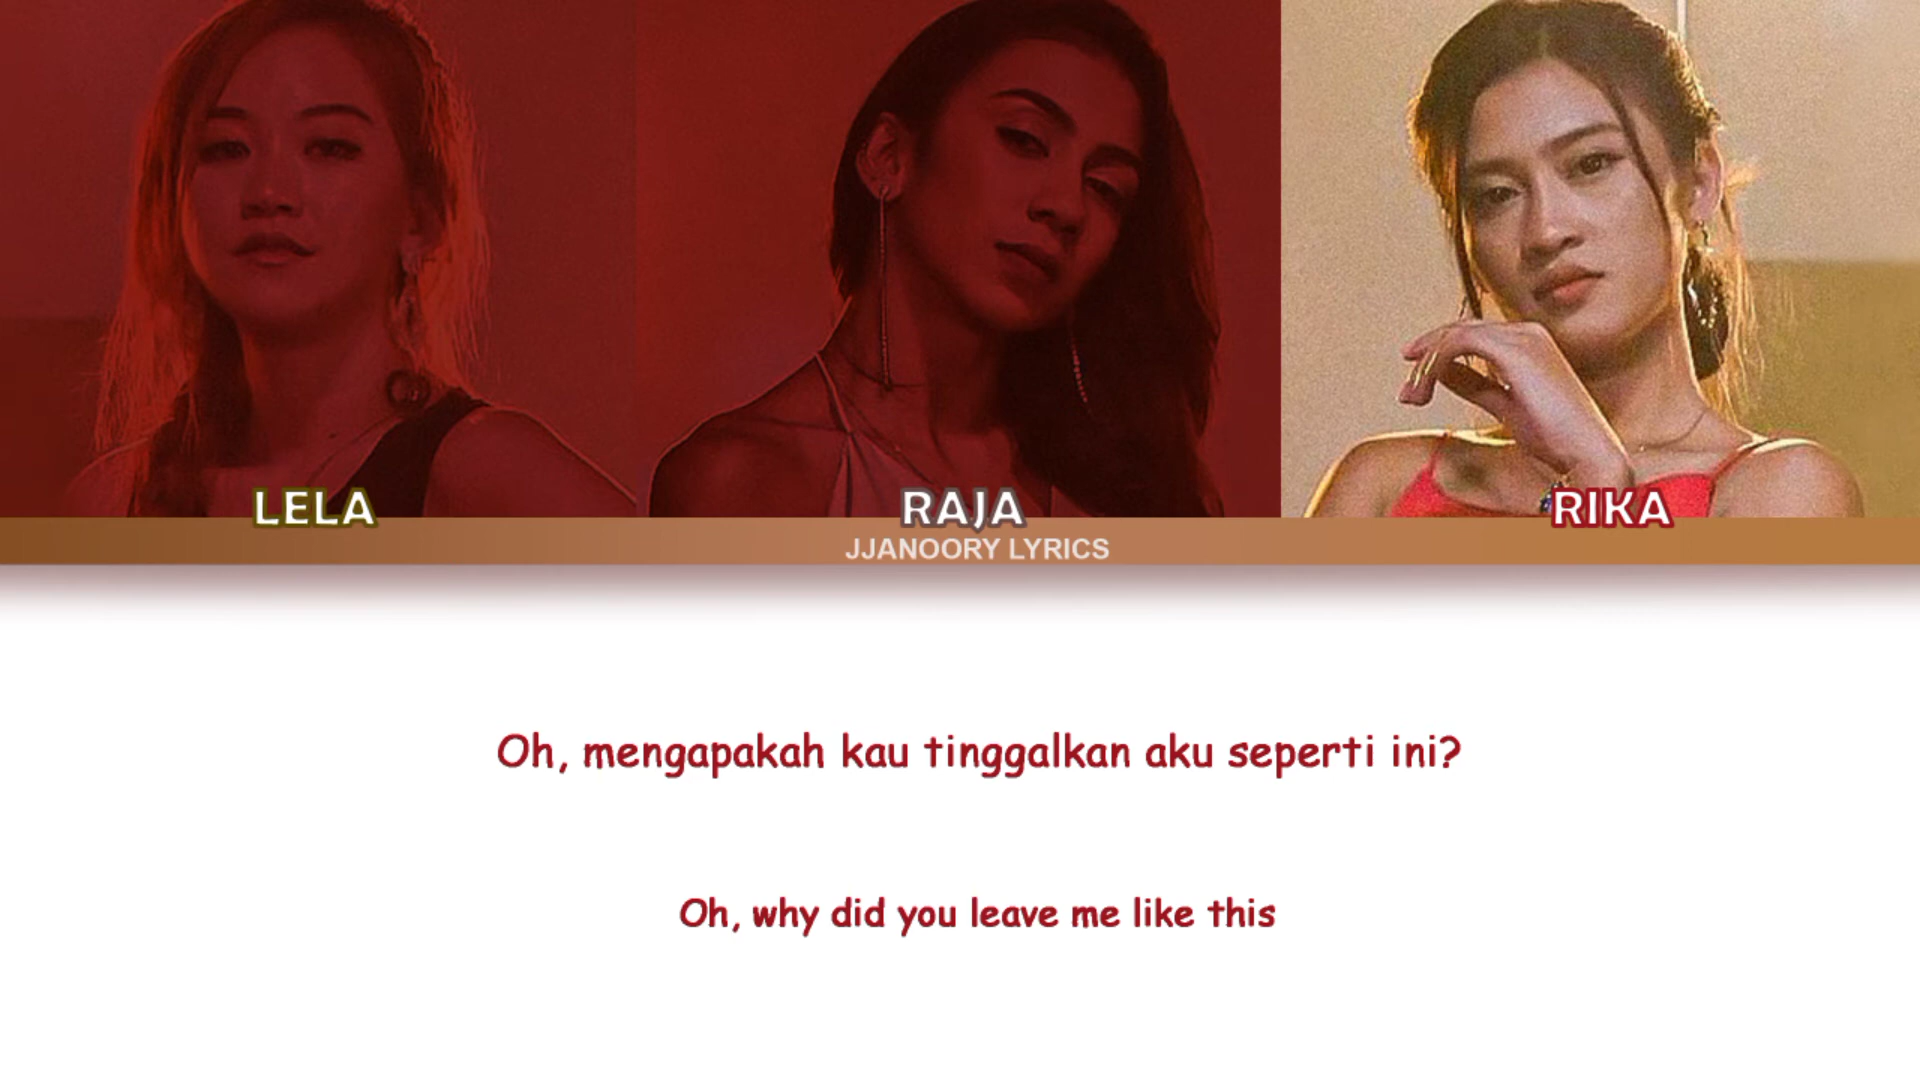 LELA
RAJA
RIKA
JJANOORY LYRICS
Oh, mengapakah kau tinggalkan aku seperti ini?
Oh, why did you leave me like this